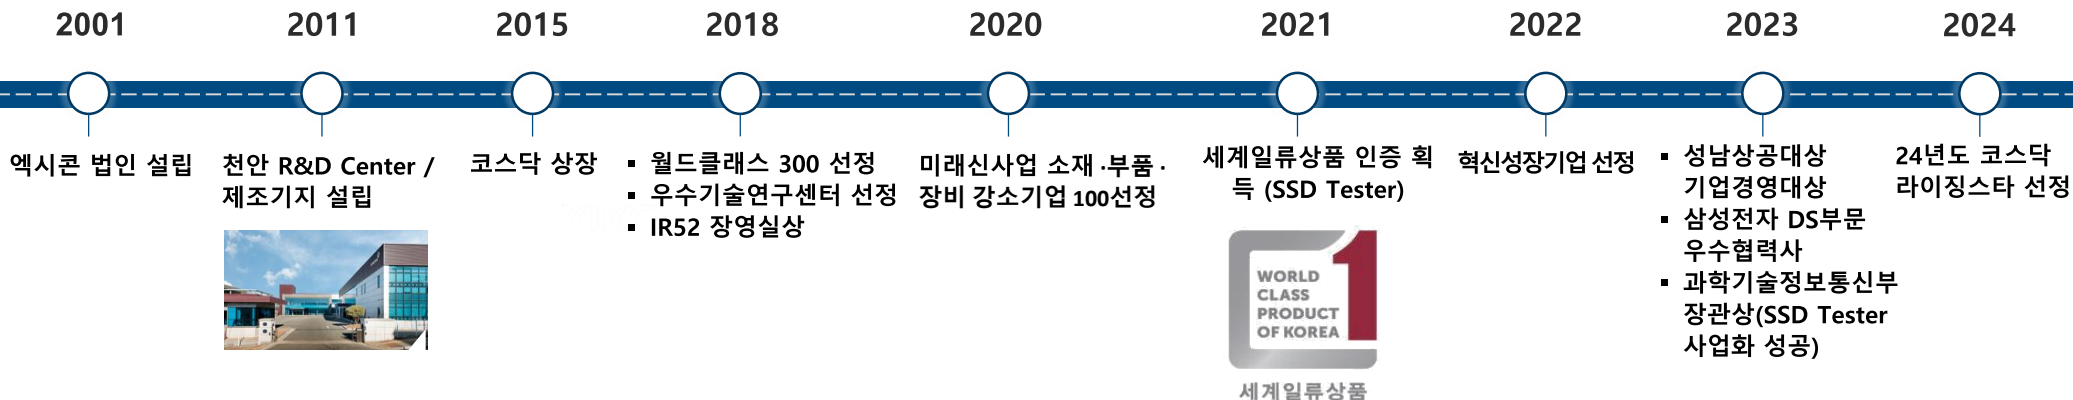 2001
2011
2015
2018
2020
2021
2022
2023
2024
엑시콘 법인 설립
천안 R&D Center /
제조기지 설립
코스닥 상장
▪ 월드클래스 300 선정
▪ 우수기술연구센터 선정
▪ IR52 장영실상
미래신사업 소재 ·부품 ·
장비 강소기업 100선정
세계일류상품 인증 획
득 (SSD Tester)
WORLD
CLASS
PRODUCT
OF KOREA
1
세계일류상품
혁신성장기업 선정
▪ 성남상공대상
기업경영대상
▪ 삼성전자 DS부문
우수협력사
▪ 과학기술정보통신부
장관상(SSD Tester
사업화 성공)
24년도 코스닥
라이징스타 선정